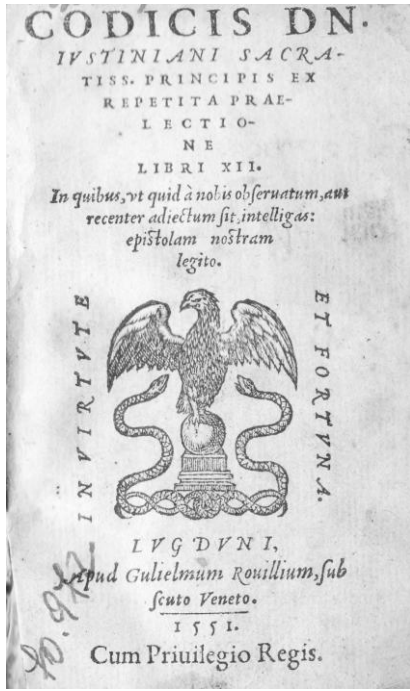 CODICIS DN.
IVSTINIANI SACRA-
TISS. PRINCIPIS EX
REPETITA PRAE-
LECTIO-
NE
LIBRI XII.
In quibus, vt quid à nobis obseruatum, aut
recenter adiectum sit, intelligas:
epistolam nostram
legito.
IN VIRTVTE
ET FORTVNA.
LVGDVNI,
Apud Gulielmum Rouillium, sub
scuto Veneto.
1551.
Cum Priuilegio Regis.